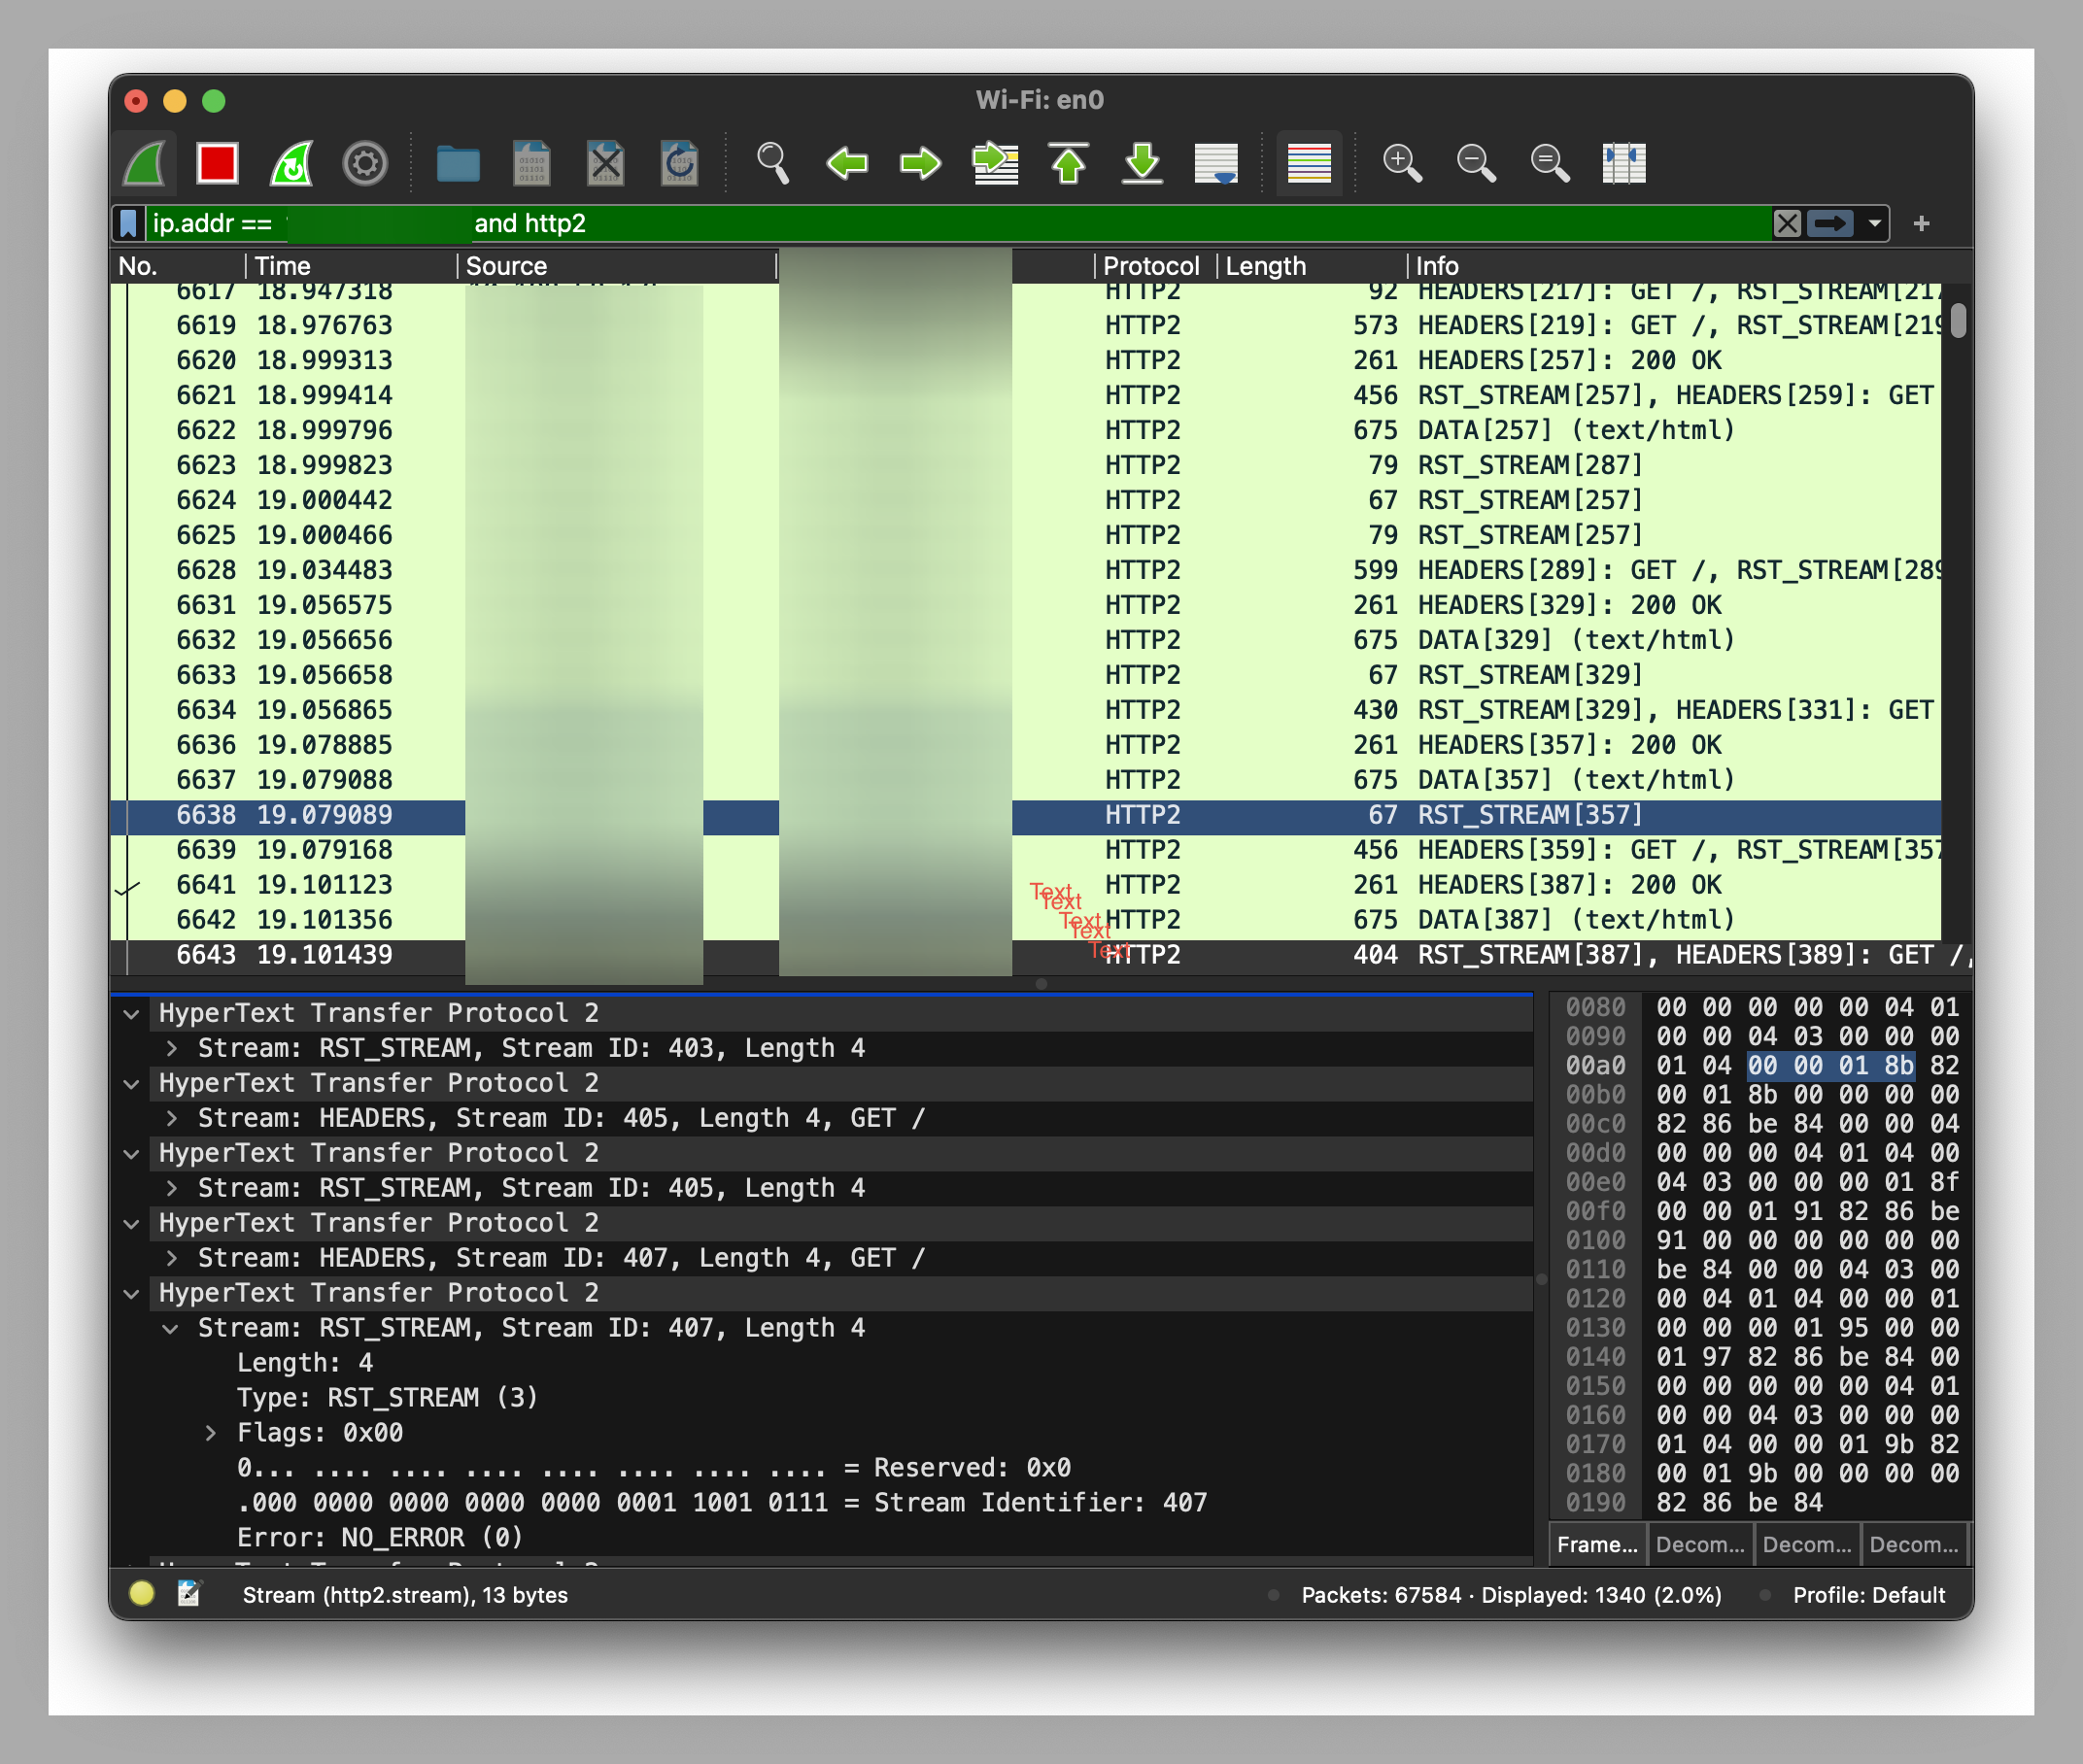 Wi-Fi: en0
ip.addr == and http2
No. Time Source Protocol Length Info
6617 18.947318 HTTP2 92 HEADERS[217]: GET /, RST_STREAM[217
6619 18.976763 HTTP2 573 HEADERS[219]: GET /, RST_STREAM[219
6620 18.999313 HTTP2 261 HEADERS[257]: 200 OK
6621 18.999414 HTTP2 456 RST_STREAM[257], HEADERS[259]: GET
6622 18.999796 HTTP2 675 DATA[257] (text/html)
6623 18.999823 HTTP2 79 RST_STREAM[287]
6624 19.000442 HTTP2 67 RST_STREAM[257]
6625 19.000466 HTTP2 79 RST_STREAM[257]
6628 19.034483 HTTP2 599 HEADERS[289]: GET /, RST_STREAM[289
6631 19.056575 HTTP2 261 HEADERS[329]: 200 OK
6632 19.056656 HTTP2 675 DATA[329] (text/html)
6633 19.056658 HTTP2 67 RST_STREAM[329]
6634 19.056865 HTTP2 430 RST_STREAM[329], HEADERS[331]: GET
6636 19.078885 HTTP2 261 HEADERS[357]: 200 OK
6637 19.079088 HTTP2 675 DATA[357] (text/html)
6638 19.079089 HTTP2 67 RST_STREAM[357]
6639 19.079168 HTTP2 456 HEADERS[359]: GET /, RST_STREAM[357
6641 19.101123 Text HTTP2 261 HEADERS[387]: 200 OK
Text
6642 19.101356 Text HTTP2 675 DATA[387] (text/html)
Text
6643 19.101439 Text HTTP2 404 RST_STREAM[387], HEADERS[389]: GET /,
HyperText Transfer Protocol 2
Stream: RST_STREAM, Stream ID: 403, Length 4
HyperText Transfer Protocol 2
Stream: HEADERS, Stream ID: 405, Length 4, GET /
HyperText Transfer Protocol 2
Stream: RST_STREAM, Stream ID: 405, Length 4
HyperText Transfer Protocol 2
Stream: HEADERS, Stream ID: 407, Length 4, GET /
HyperText Transfer Protocol 2
Stream: RST_STREAM, Stream ID: 407, Length 4
Length: 4
Type: RST_STREAM (3)
Flags: 0x00
0... .... .... .... .... .... .... .... = Reserved: 0x0
.000 0000 0000 0000 0000 0001 1001 0111 = Stream Identifier: 407
Error: NO_ERROR (0)
0080 00 00 00 00 00 04 01
0090 00 00 04 03 00 00 00
00a0 01 04 00 00 01 8b 82
00b0 00 01 8b 00 00 00 00
00c0 82 86 be 84 00 00 04
00d0 00 00 00 04 01 04 00
00e0 04 03 00 00 00 01 8f
00f0 00 00 01 91 82 86 be
0100 91 00 00 00 00 00 00
0110 be 84 00 00 04 03 00
0120 00 04 01 04 00 00 01
0130 00 00 00 01 95 00 00
0140 01 97 82 86 be 84 00
0150 00 00 00 00 00 04 01
0160 00 00 04 03 00 00 00
0170 01 04 00 00 01 9b 82
0180 00 01 9b 00 00 00 00
0190 82 86 be 84
Frame... Decom... Decom... Decom...
Stream (http2.stream), 13 bytes Packets: 67584 · Displayed: 1340 (2.0%) Profile: Default